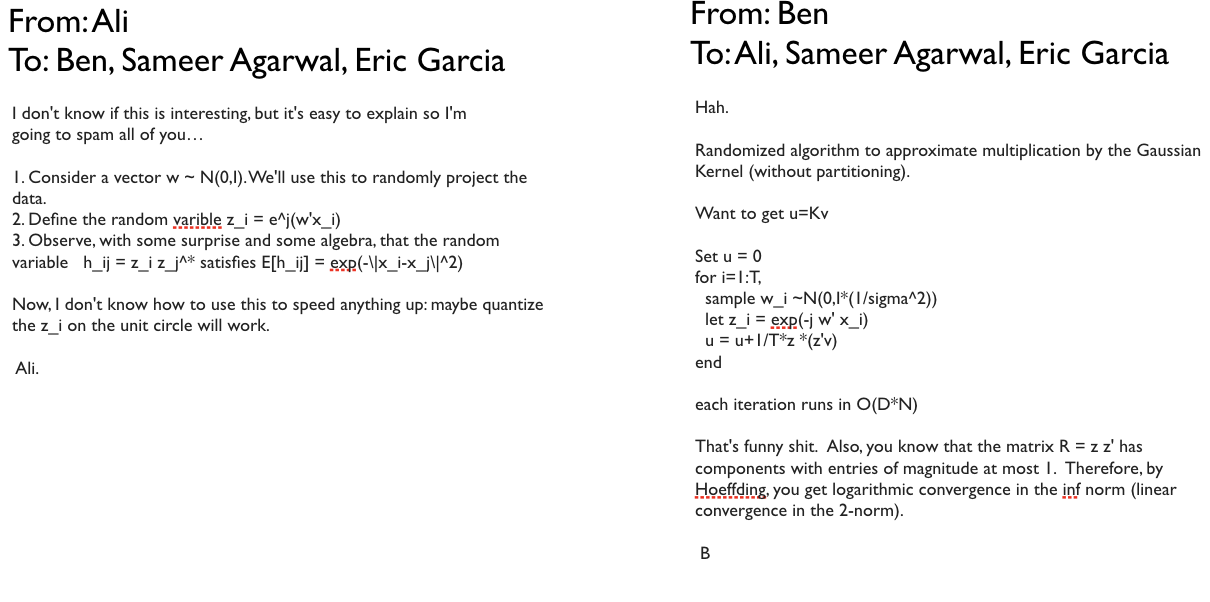 From: Ali
To: Ben, Sameer Agarwal, Eric Garcia
I don't know if this is interesting, but it's easy to explain so I'm
going to spam all of you…
1. Consider a vector w ~ N(0,I). We'll use this to randomly project the
data.
2. Define the random varible z_i = e^j(w'x_i)
3. Observe, with some surprise and some algebra, that the random
variable h_ij = z_i z_j^* satisfies E[h_ij] = exp(-\|x_i-x_j\|^2)
Now, I don't know how to use this to speed anything up: maybe quantize
the z_i on the unit circle will work.
Ali.
From: Ben
To: Ali, Sameer Agarwal, Eric Garcia
Hah.
Randomized algorithm to approximate multiplication by the Gaussian
Kernel (without partitioning).
Want to get u=Kv
Set u = 0
for i=1:T,
sample w_i ~N(0,I*(1/sigma^2))
let z_i = exp(-j w' x_i)
u = u+1/T*z *(z'v)
end
each iteration runs in O(D*N)
That's funny shit. Also, you know that the matrix R = z z' has
components with entries of magnitude at most 1. Therefore, by
Hoeffding, you get logarithmic convergence in the inf norm (linear
convergence in the 2-norm).
B